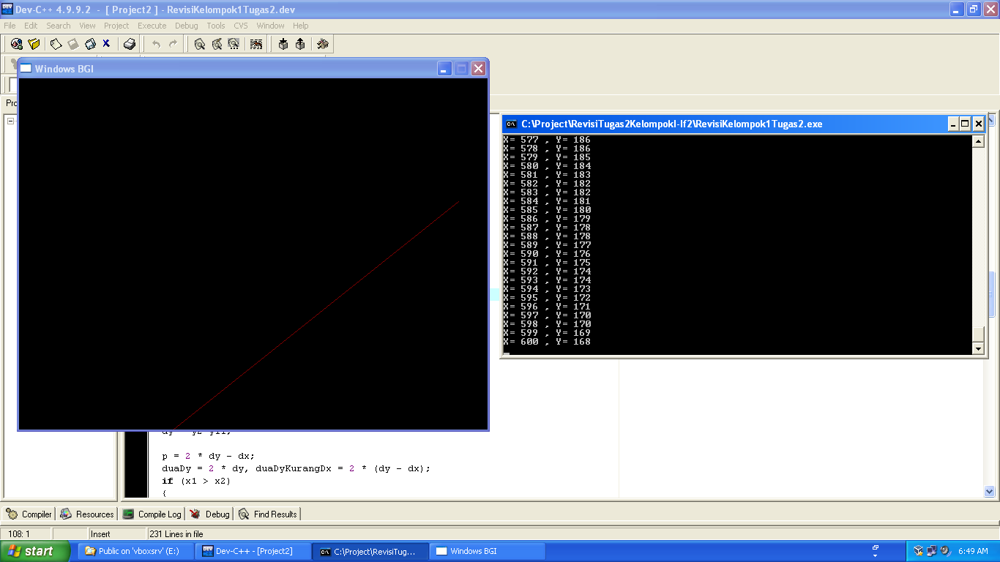 Dev-C++ 4.9.9.2 - [ Project2 ] - RevisiKelompok1Tugas2.dev
File Edit Search View Project Execute Debug Tools CVS Window Help
Windows BGI
C:\Project\RevisiTugas2KelompokI-If2\RevisiKelompok1Tugas2.exe
X= 577 , Y= 186
X= 578 , Y= 186
X= 579 , Y= 185
X= 580 , Y= 184
X= 581 , Y= 183
X= 582 , Y= 182
X= 583 , Y= 182
X= 584 , Y= 181
X= 585 , Y= 180
X= 586 , Y= 179
X= 587 , Y= 178
X= 588 , Y= 178
X= 589 , Y= 177
X= 590 , Y= 176
X= 591 , Y= 175
X= 592 , Y= 174
X= 593 , Y= 174
X= 594 , Y= 173
X= 595 , Y= 172
X= 596 , Y= 171
X= 597 , Y= 170
X= 598 , Y= 170
X= 599 , Y= 169
X= 600 , Y= 168
p = 2 * dy - dx;
duaDy = 2 * dy, duaDyKurangDx = 2 * (dy - dx);
if (x1 > x2)
{
Compiler Resources Compile Log Debug Find Results
108: 1 Insert 231 Lines in file
start Public on 'vboxsrv' (E:) Dev-C++ - [Project2] C:\Project\RevisiTug... Windows BGI 6:49 AM